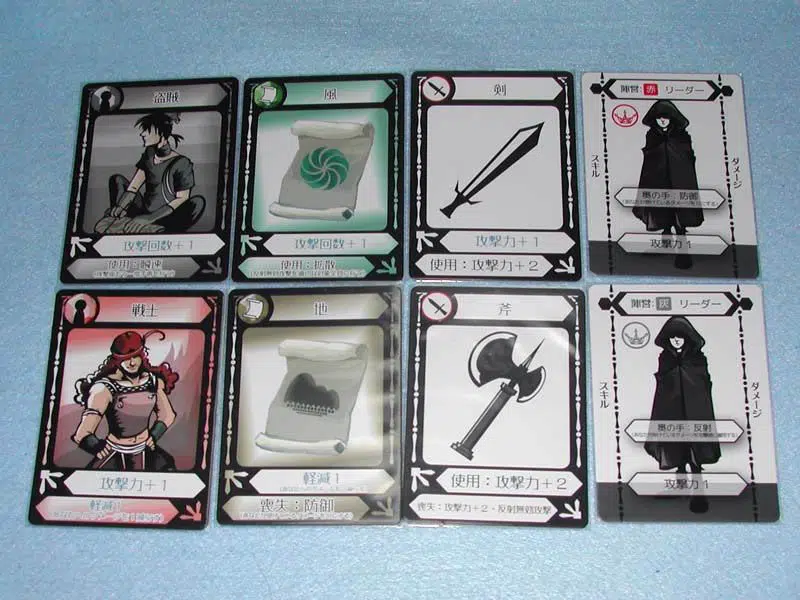 盗賊
攻撃回数+1
使用:瞬速
風
攻撃回数+1
使用:拡散
剣
攻撃力+1
使用:攻撃力+2
陣営:赤 リーダー
スキル
ダメージ
愚の手:防御
攻撃力1
戦士
攻撃力+1
軽減1
地
軽減1
喪失:防御
斧
使用:攻撃力+2
喪失:攻撃力+2・反射無効攻撃
陣営:灰 リーダー
スキル
ダメージ
愚の手:反射
攻撃力1